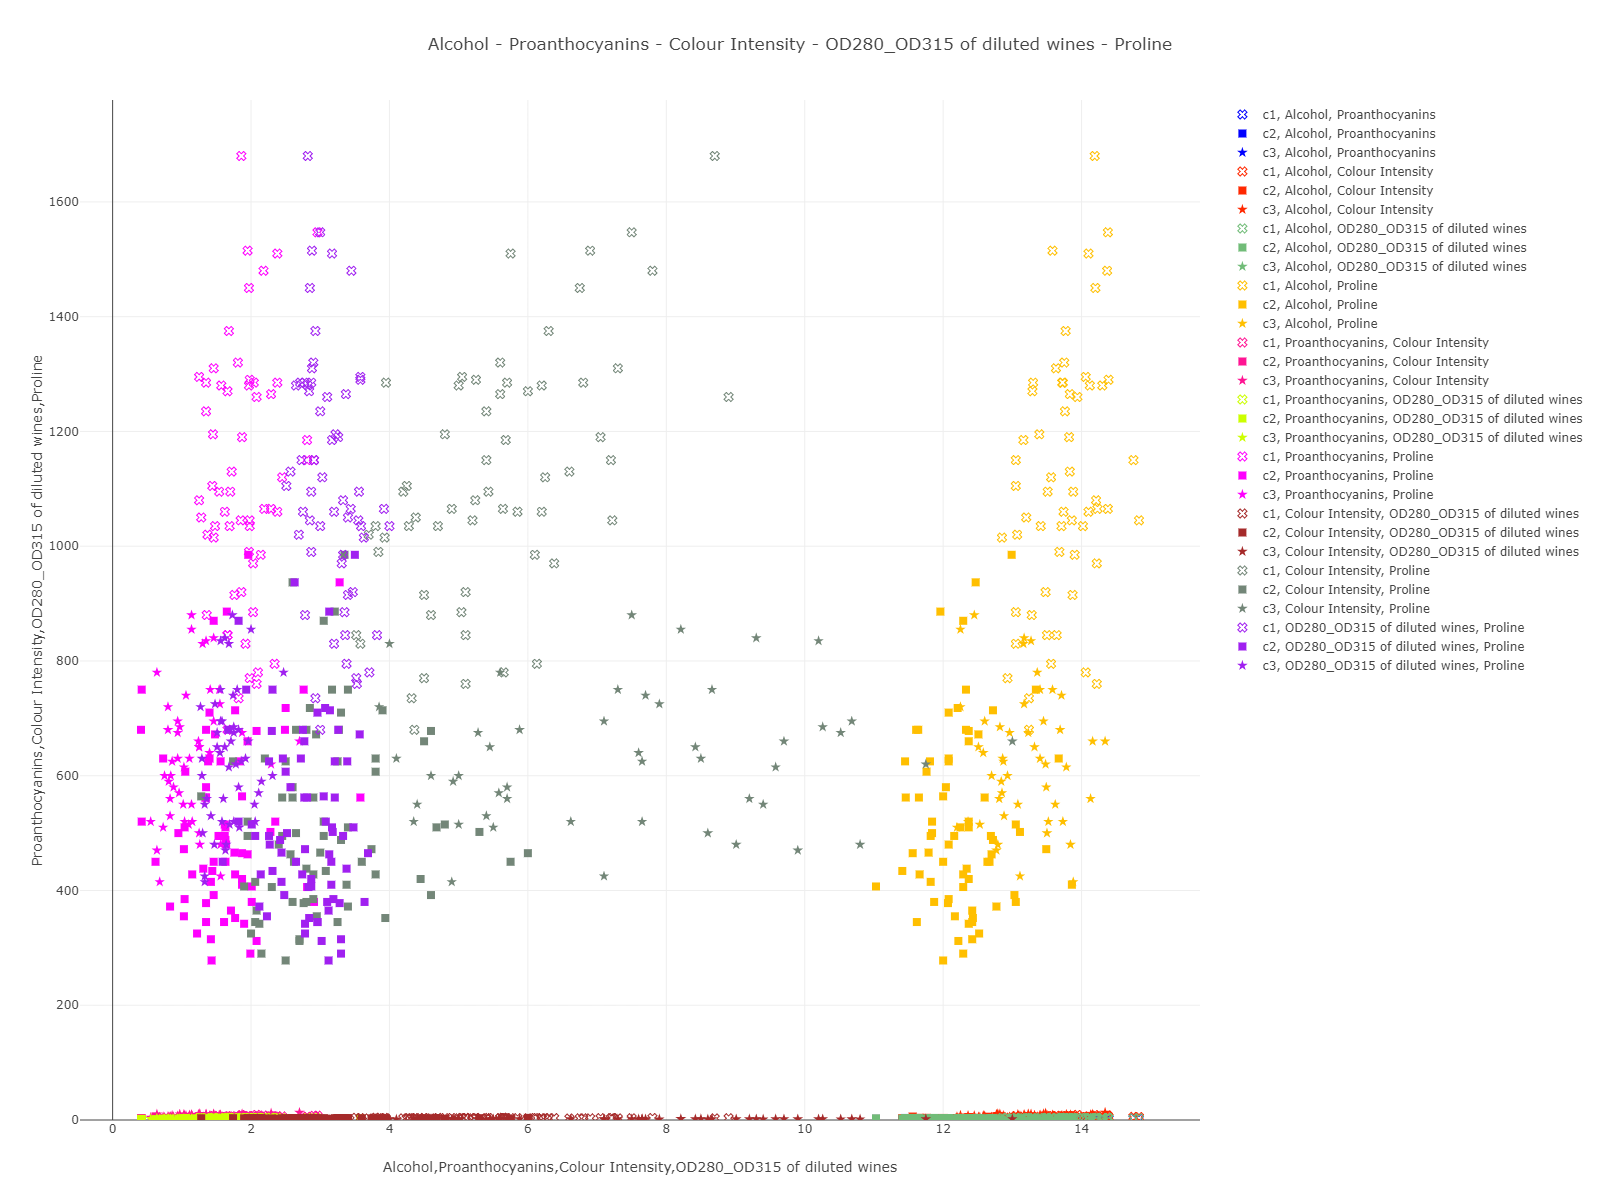 Alcohol - Proanthocyanins - Colour Intensity - OD280_OD315 of diluted wines - Proline
Proanthocyanins,Colour Intensity,OD280_OD315 of diluted wines,Proline
1600
1400
1200
1000
800
600
400
200
0
0 2 4 6 8 10 12 14
Alcohol,Proanthocyanins,Colour Intensity,OD280_OD315 of diluted wines
c1, Alcohol, Proanthocyanins
c2, Alcohol, Proanthocyanins
c3, Alcohol, Proanthocyanins
c1, Alcohol, Colour Intensity
c2, Alcohol, Colour Intensity
c3, Alcohol, Colour Intensity
c1, Alcohol, OD280_OD315 of diluted wines
c2, Alcohol, OD280_OD315 of diluted wines
c3, Alcohol, OD280_OD315 of diluted wines
c1, Alcohol, Proline
c2, Alcohol, Proline
c3, Alcohol, Proline
c1, Proanthocyanins, Colour Intensity
c2, Proanthocyanins, Colour Intensity
c3, Proanthocyanins, Colour Intensity
c1, Proanthocyanins, OD280_OD315 of diluted wines
c2, Proanthocyanins, OD280_OD315 of diluted wines
c3, Proanthocyanins, OD280_OD315 of diluted wines
c1, Proanthocyanins, Proline
c2, Proanthocyanins, Proline
c3, Proanthocyanins, Proline
c1, Colour Intensity, OD280_OD315 of diluted wines
c2, Colour Intensity, OD280_OD315 of diluted wines
c3, Colour Intensity, OD280_OD315 of diluted wines
c1, Colour Intensity, Proline
c2, Colour Intensity, Proline
c3, Colour Intensity, Proline
c1, OD280_OD315 of diluted wines, Proline
c2, OD280_OD315 of diluted wines, Proline
c3, OD280_OD315 of diluted wines, Proline